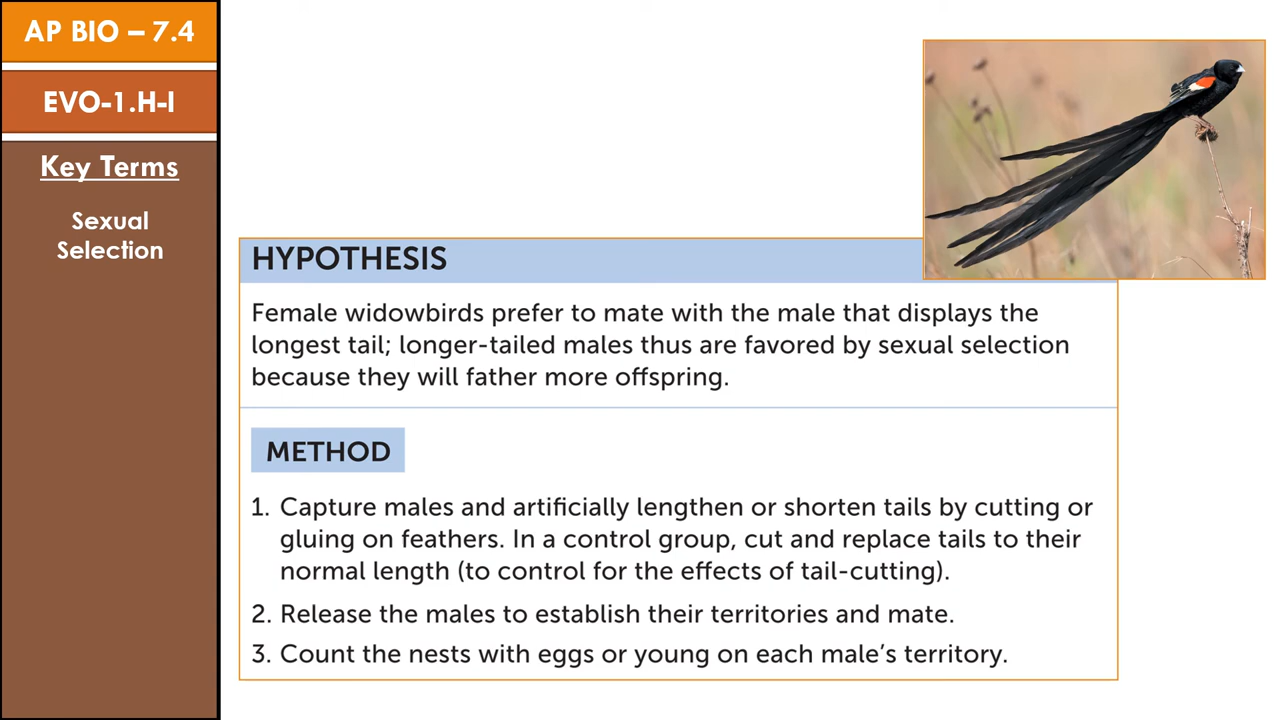 AP BIO – 7.4
EVO-1.H-I
Key Terms
Sexual
Selection
HYPOTHESIS
Female widowbirds prefer to mate with the male that displays the
longest tail; longer-tailed males thus are favored by sexual selection
because they will father more offspring.
METHOD
1. Capture males and artificially lengthen or shorten tails by cutting or
gluing on feathers. In a control group, cut and replace tails to their
normal length (to control for the effects of tail-cutting).
2. Release the males to establish their territories and mate.
3. Count the nests with eggs or young on each male’s territory.